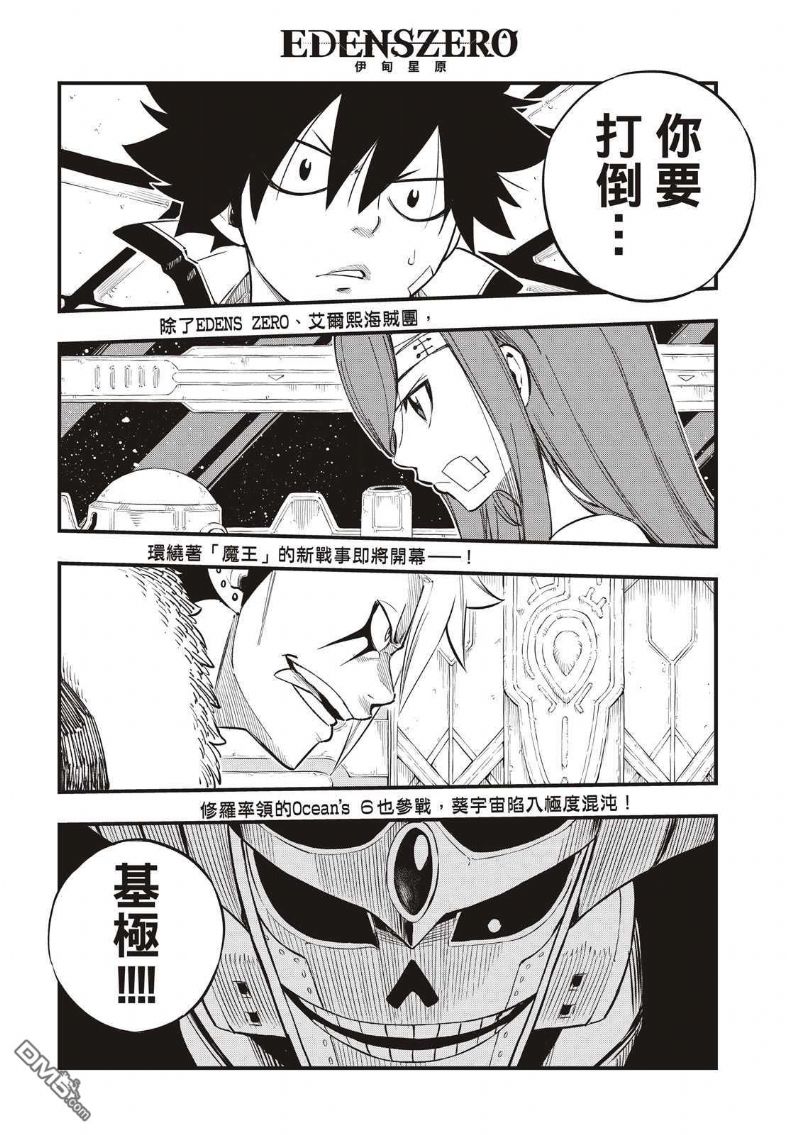 EDENSZERO
伊甸星原
你要
打倒…
除了EDENS ZERO、艾爾熙海賊團，
環繞著「魔王」的新戰事即將開幕——！
修羅率領的Ocean's 6也參戰，葵宇宙陷入極度混沌！
基極
!!!!
DM5.com